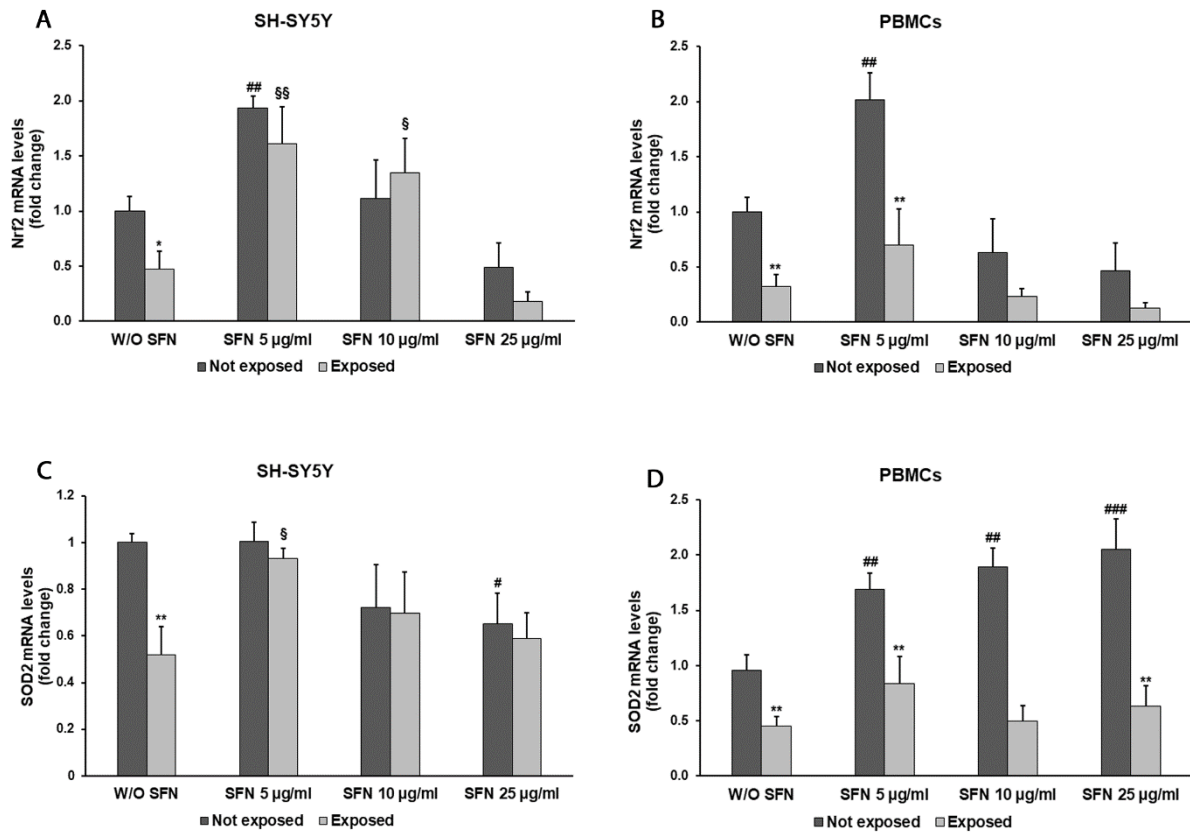 A
SH-SY5Y
Nrf2 mRNA levels
(fold change)
2.5
2.0
1.5
1.0
0.5
0.0
*
##
§§
§
W/O SFN
SFN 5 µg/ml
SFN 10 µg/ml
SFN 25 µg/ml
Not exposed
Exposed
B
PBMCs
Nrf2 mRNA levels
(fold change)
2.5
2.0
1.5
1.0
0.5
0.0
**
##
**
W/O SFN
SFN 5 µg/ml
SFN 10 µg/ml
SFN 25 µg/ml
Not exposed
Exposed
C
SH-SY5Y
SOD2 mRNA levels
(fold change)
1.2
1
0.8
0.6
0.4
0.2
0
**
§
#
W/O SFN
SFN 5 µg/ml
SFN 10 µg/ml
SFN 25 µg/ml
Not exposed
Exposed
D
PBMCs
SOD2 mRNA levels
(fold change)
2.5
2.0
1.5
1.0
0.5
0.0
**
##
**
##
###
**
W/O SFN
SFN 5 µg/ml
SFN 10 µg/ml
SFN 25 µg/ml
Not exposed
Exposed